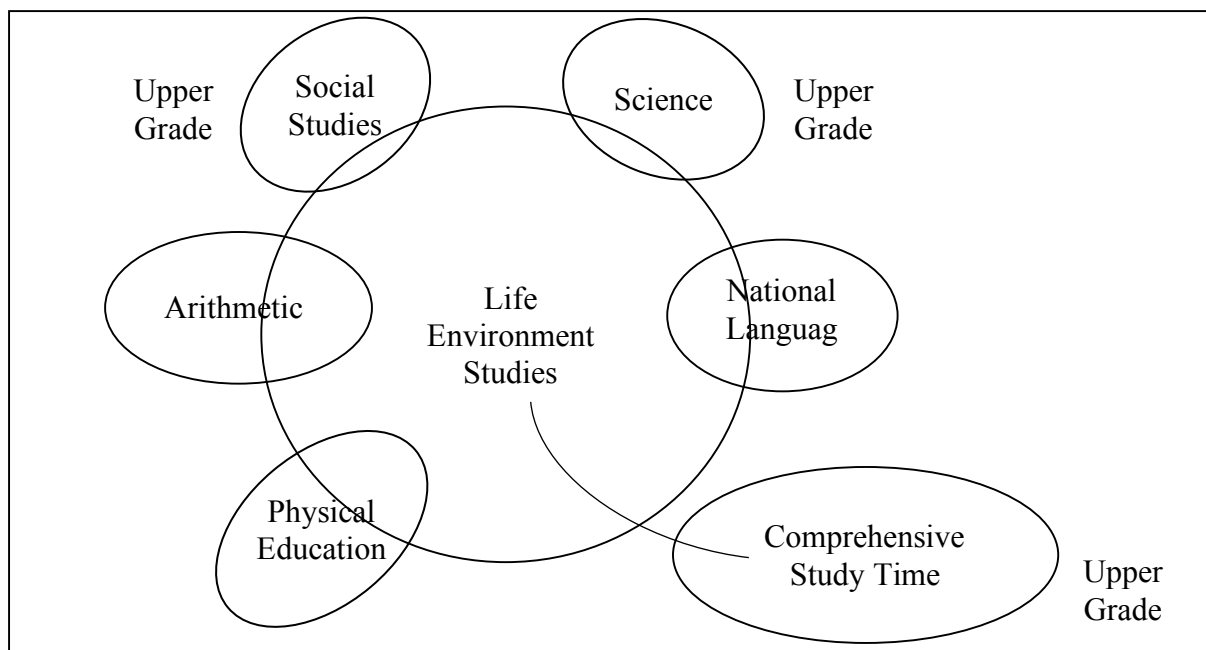 Upper
Grade
Social
Studies
Science
Upper
Grade
Arithmetic
Life
Environment
Studies
National
Languag
Physical
Education
Comprehensive
Study Time
Upper
Grade